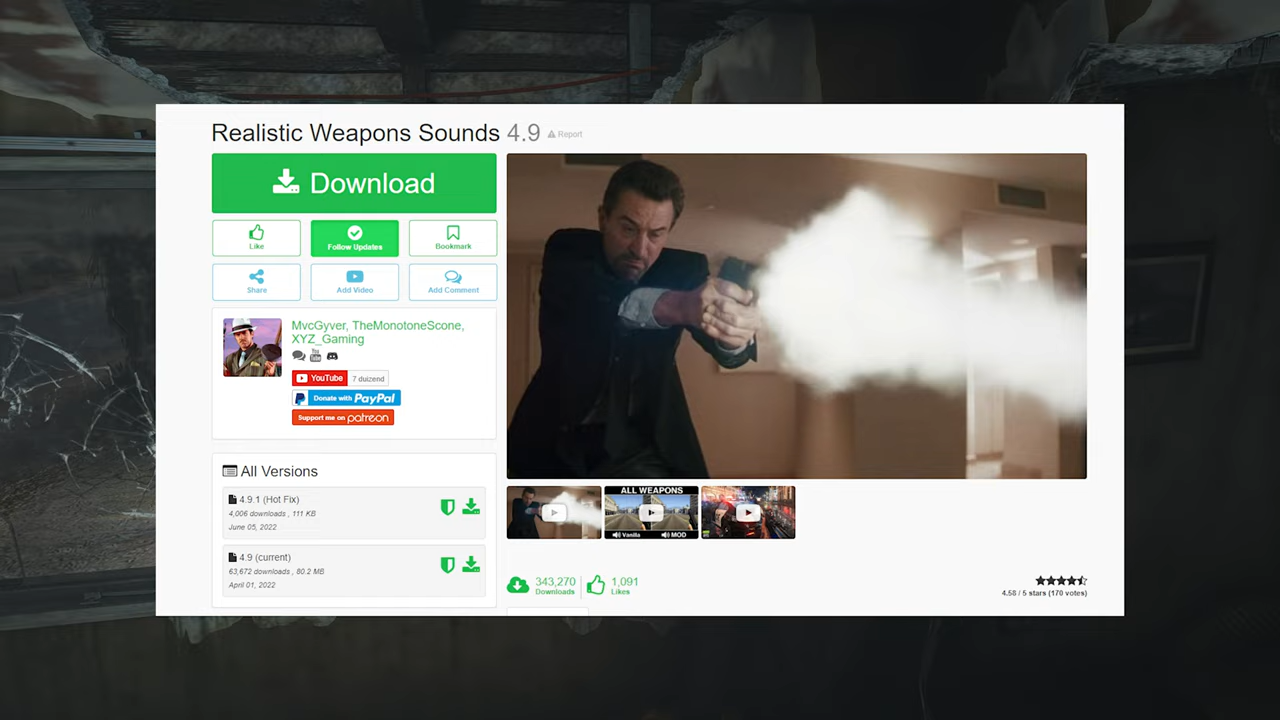 Realistic Weapons Sounds 4.9 Report
Download
Like
Follow Updates
Bookmark
Share
Add Video
Add Comment
MvcGyver, TheMonotoneScone,
XYZ_Gaming
You Tube
YouTube 7 duizend
Donate with PayPal
Support me on patreon
All Versions
4.9.1 (Hot Fix)
4,006 downloads , 111 KB
June 05, 2022
4.9 (current)
63,672 downloads , 80.2 MB
April 01, 2022
ALL WEAPONS
Vanilla MOD
343,270
Downloads
1,091
Likes
4.58 / 5 stars (170 votes)